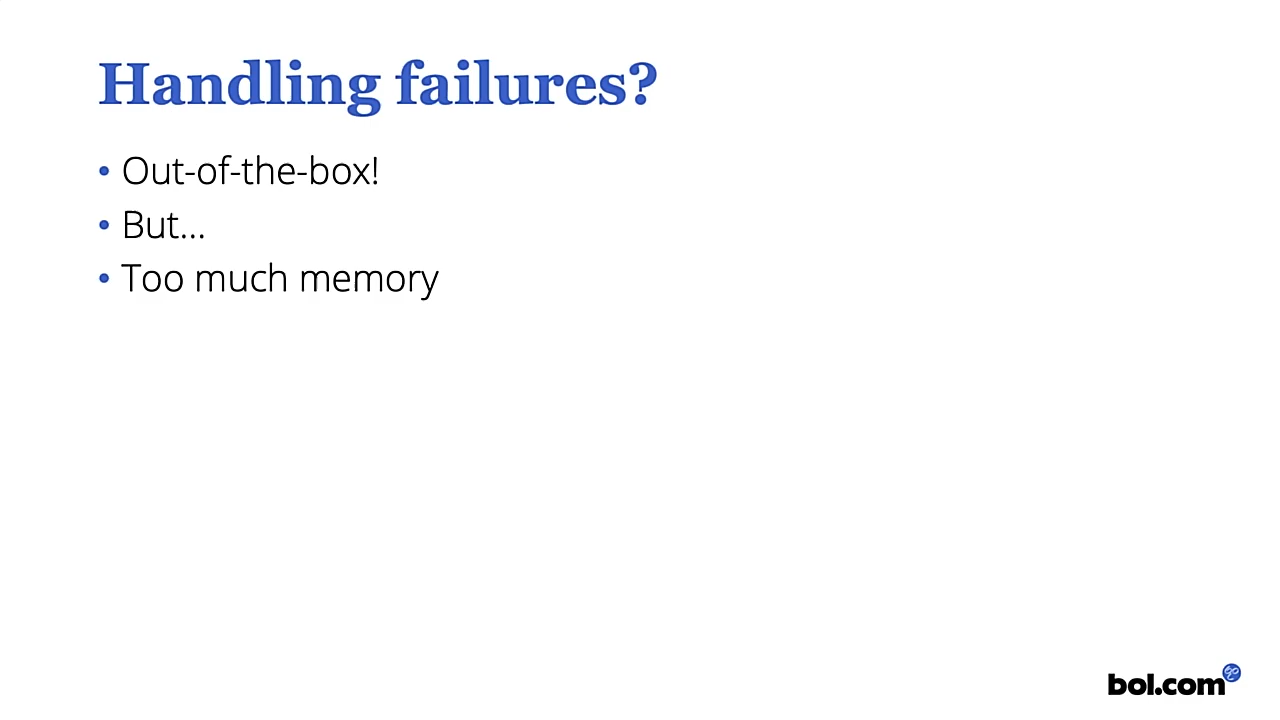 Handling failures?
• Out-of-the-box!
• But...
• Too much memory
bol.com